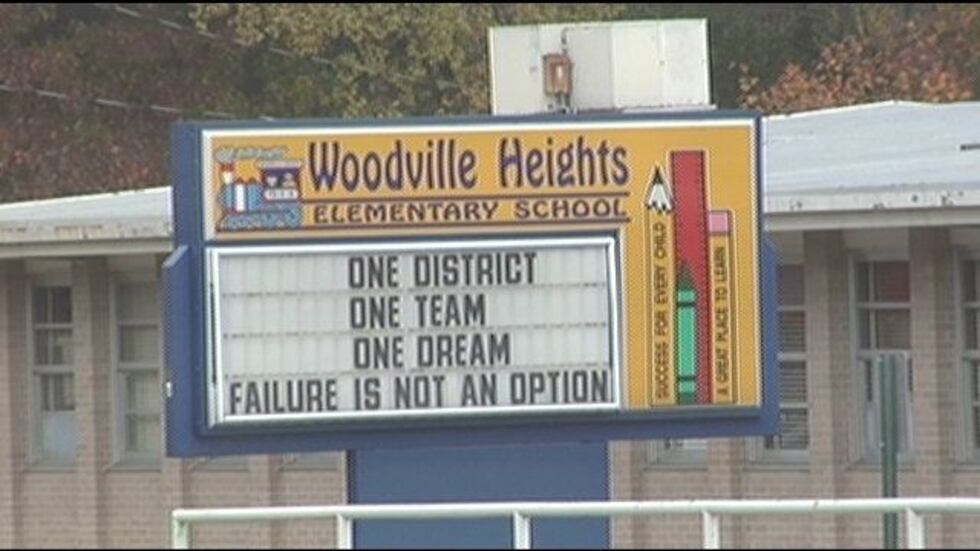 Woodville Heights
ELEMENTARY SCHOOL
ONE DISTRICT
ONE TEAM
ONE DREAM
FAILURE IS NOT AN OPTION
SUCCESS FOR EVERY CHILD
A GREAT PLACE TO LEARN